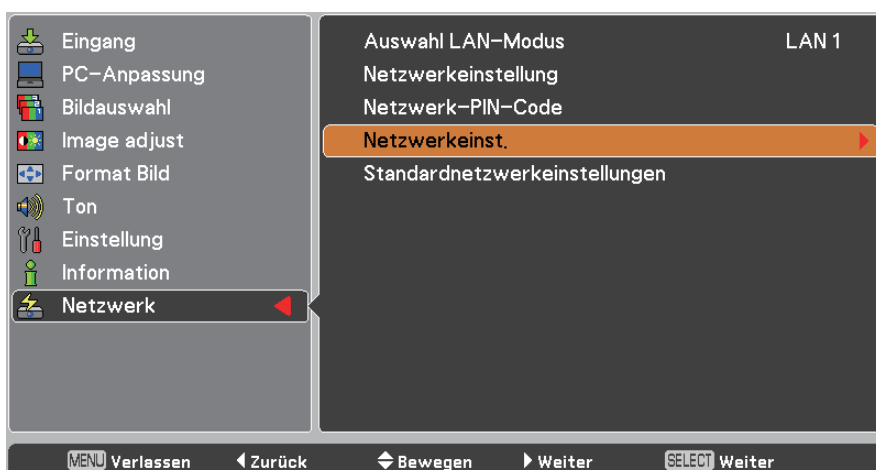 Eingang
PC-Anpassung
Bildauswahl
Image adjust
Format Bild
Ton
Einstellung
Information
Netzwerk
Auswahl LAN-Modus LAN 1
Netzwerkeinstellung
Netzwerk-PIN-Code
Netzwerkeinst.
Standardnetzwerkeinstellungen
MENU Verlassen Zurück Bewegen Weiter SELECT Weiter